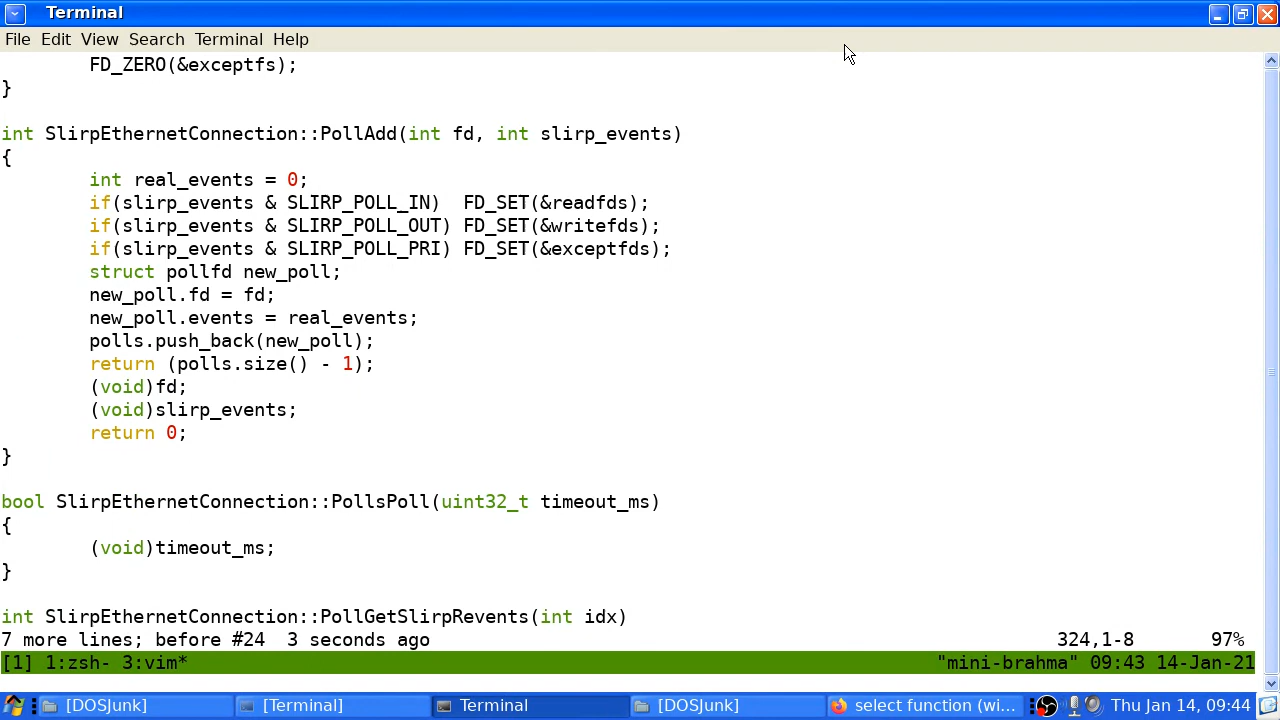 Terminal
File Edit View Search Terminal Help
FD_ZERO(&exceptfs);
}
int SlirpEthernetConnection::PollAdd(int fd, int slirp_events)
{
int real_events = 0;
if(slirp_events & SLIRP_POLL_IN)  FD_SET(&readfds);
if(slirp_events & SLIRP_POLL_OUT) FD_SET(&writefds);
if(slirp_events & SLIRP_POLL_PRI) FD_SET(&exceptfds);
struct pollfd new_poll;
new_poll.fd = fd;
new_poll.events = real_events;
polls.push_back(new_poll);
return (polls.size() - 1);
(void)fd;
(void)slirp_events;
return 0;
}
bool SlirpEthernetConnection::PollsPoll(uint32_t timeout_ms)
{
(void)timeout_ms;
}
int SlirpEthernetConnection::PollGetSlirpRevents(int idx)
7 more lines; before #24  3 seconds ago 324,1-8 97%
[1] 1:zsh- 3:vim* "mini-brahma" 09:43 14-Jan-21
[DOSJunk] [Terminal] Terminal [DOSJunk] select function (wi... Thu Jan 14, 09:44